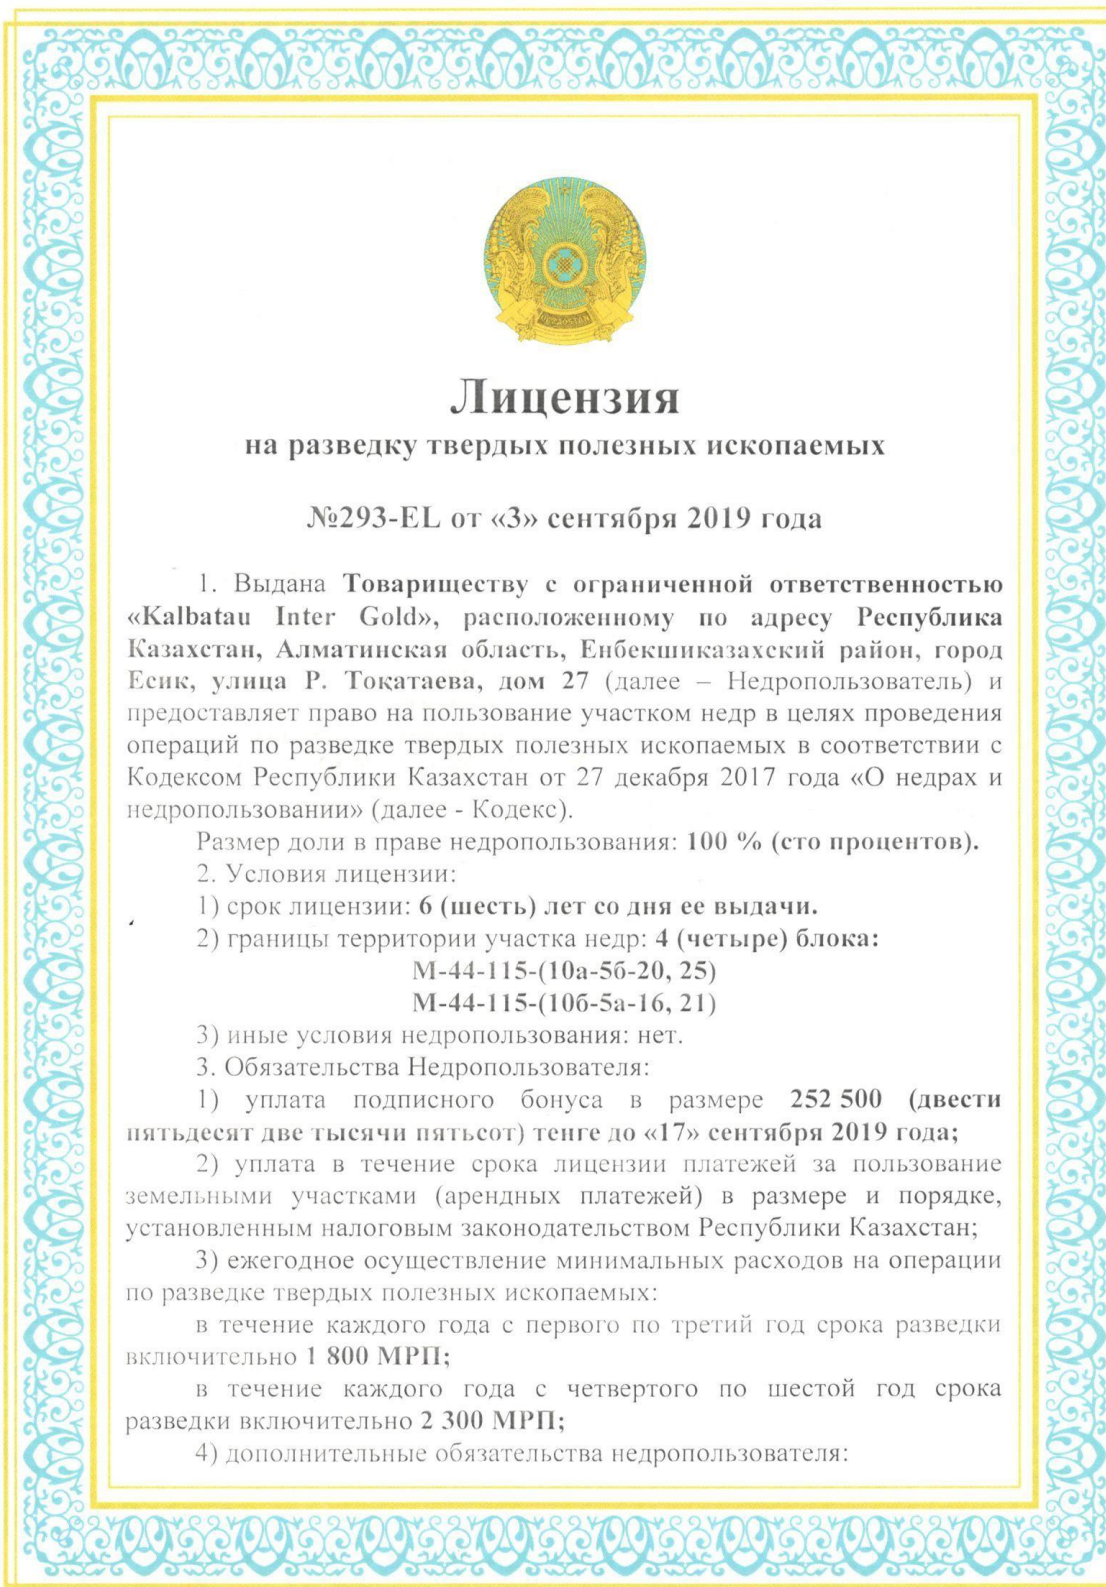 ҚАЗАҚСТАН
Лицензия
на разведку твердых полезных ископаемых
№293-EL от «3» сентября 2019 года
1. Выдана Товариществу с ограниченной ответственностью
«Kalbatau Inter Gold», расположенному по адресу Республика
Казахстан, Алматинская область, Енбекшиказахский район, город
Есик, улица Р. Тоқатаева, дом 27 (далее – Недропользователь) и
предоставляет право на пользование участком недр в целях проведения
операций по разведке твердых полезных ископаемых в соответствии с
Кодексом Республики Казахстан от 27 декабря 2017 года «О недрах и
недропользовании» (далее - Кодекс).
Размер доли в праве недропользования: 100 % (сто процентов).
2. Условия лицензии:
1) срок лицензии: 6 (шесть) лет со дня ее выдачи.
2) границы территории участка недр: 4 (четыре) блока:
М-44-115-(10а-5б-20, 25)
М-44-115-(10б-5а-16, 21)
3) иные условия недропользования: нет.
3. Обязательства Недропользователя:
1) уплата подписного бонуса в размере 252 500 (двести
пятьдесят две тысячи пятьсот) тенге до «17» сентября 2019 года;
2) уплата в течение срока лицензии платежей за пользование
земельными участками (арендных платежей) в размере и порядке,
установленным налоговым законодательством Республики Казахстан;
3) ежегодное осуществление минимальных расходов на операции
по разведке твердых полезных ископаемых:
в течение каждого года с первого по третий год срока разведки
включительно 1 800 МРП;
в течение каждого года с четвертого по шестой год срока
разведки включительно 2 300 МРП;
4) дополнительные обязательства недропользователя: